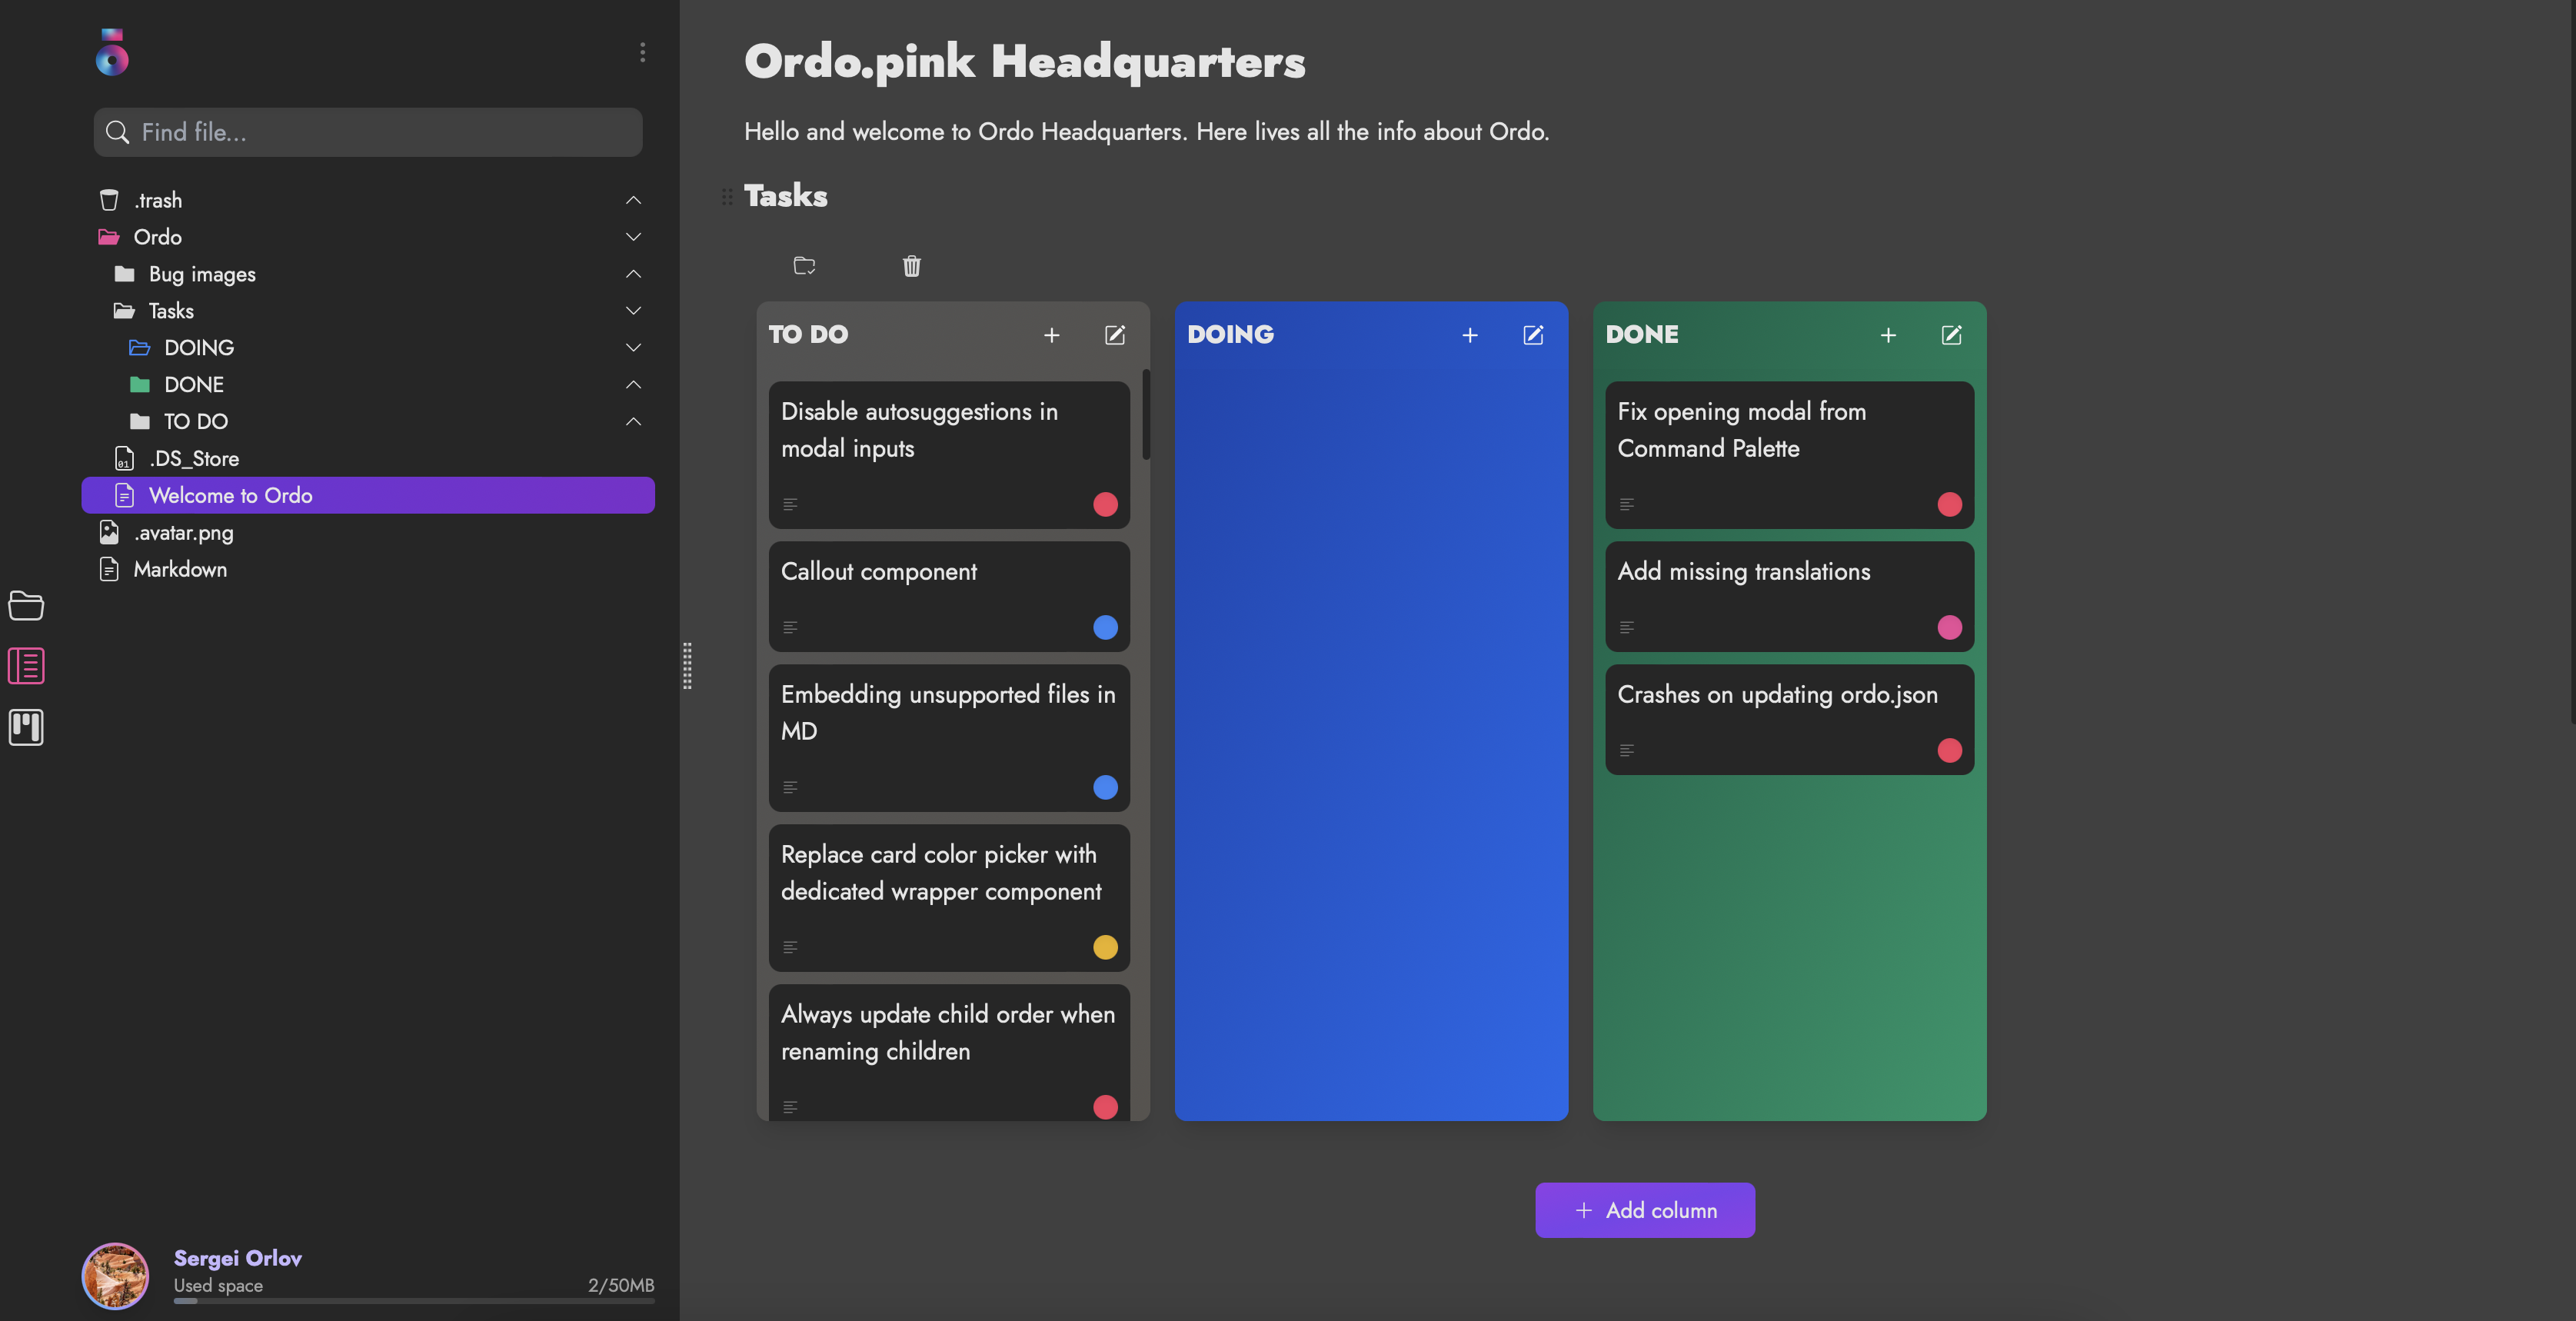 Find file...
.trash
Ordo
Bug images
Tasks
DOING
DONE
TO DO
.DS_Store
Welcome to Ordo
.avatar.png
Markdown
Sergei Orlov
Used space
2/50MB
Ordo.pink Headquarters
Hello and welcome to Ordo Headquarters. Here lives all the info about Ordo.
Tasks
TO DO
Disable autosuggestions in
modal inputs
Callout component
Embedding unsupported files in
MD
Replace card color picker with
dedicated wrapper component
Always update child order when
renaming children
DOING
DONE
Fix opening modal from
Command Palette
Add missing translations
Crashes on updating ordo.json
+ Add column